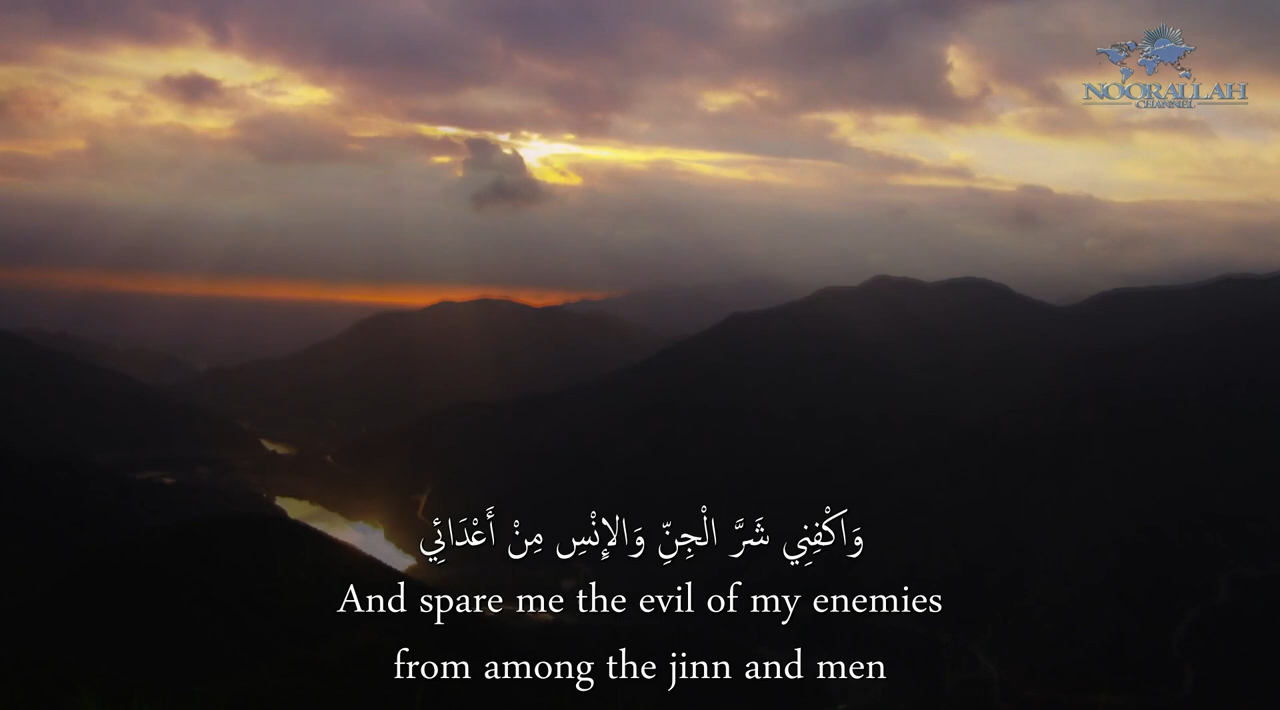 NOORALLAH
CHANNEL
وَاكْفِنِي شَرَّ الْجِنِّ وَالإِنْسِ مِنْ أَعْدَائِي
And spare me the evil of my enemies
from among the jinn and men